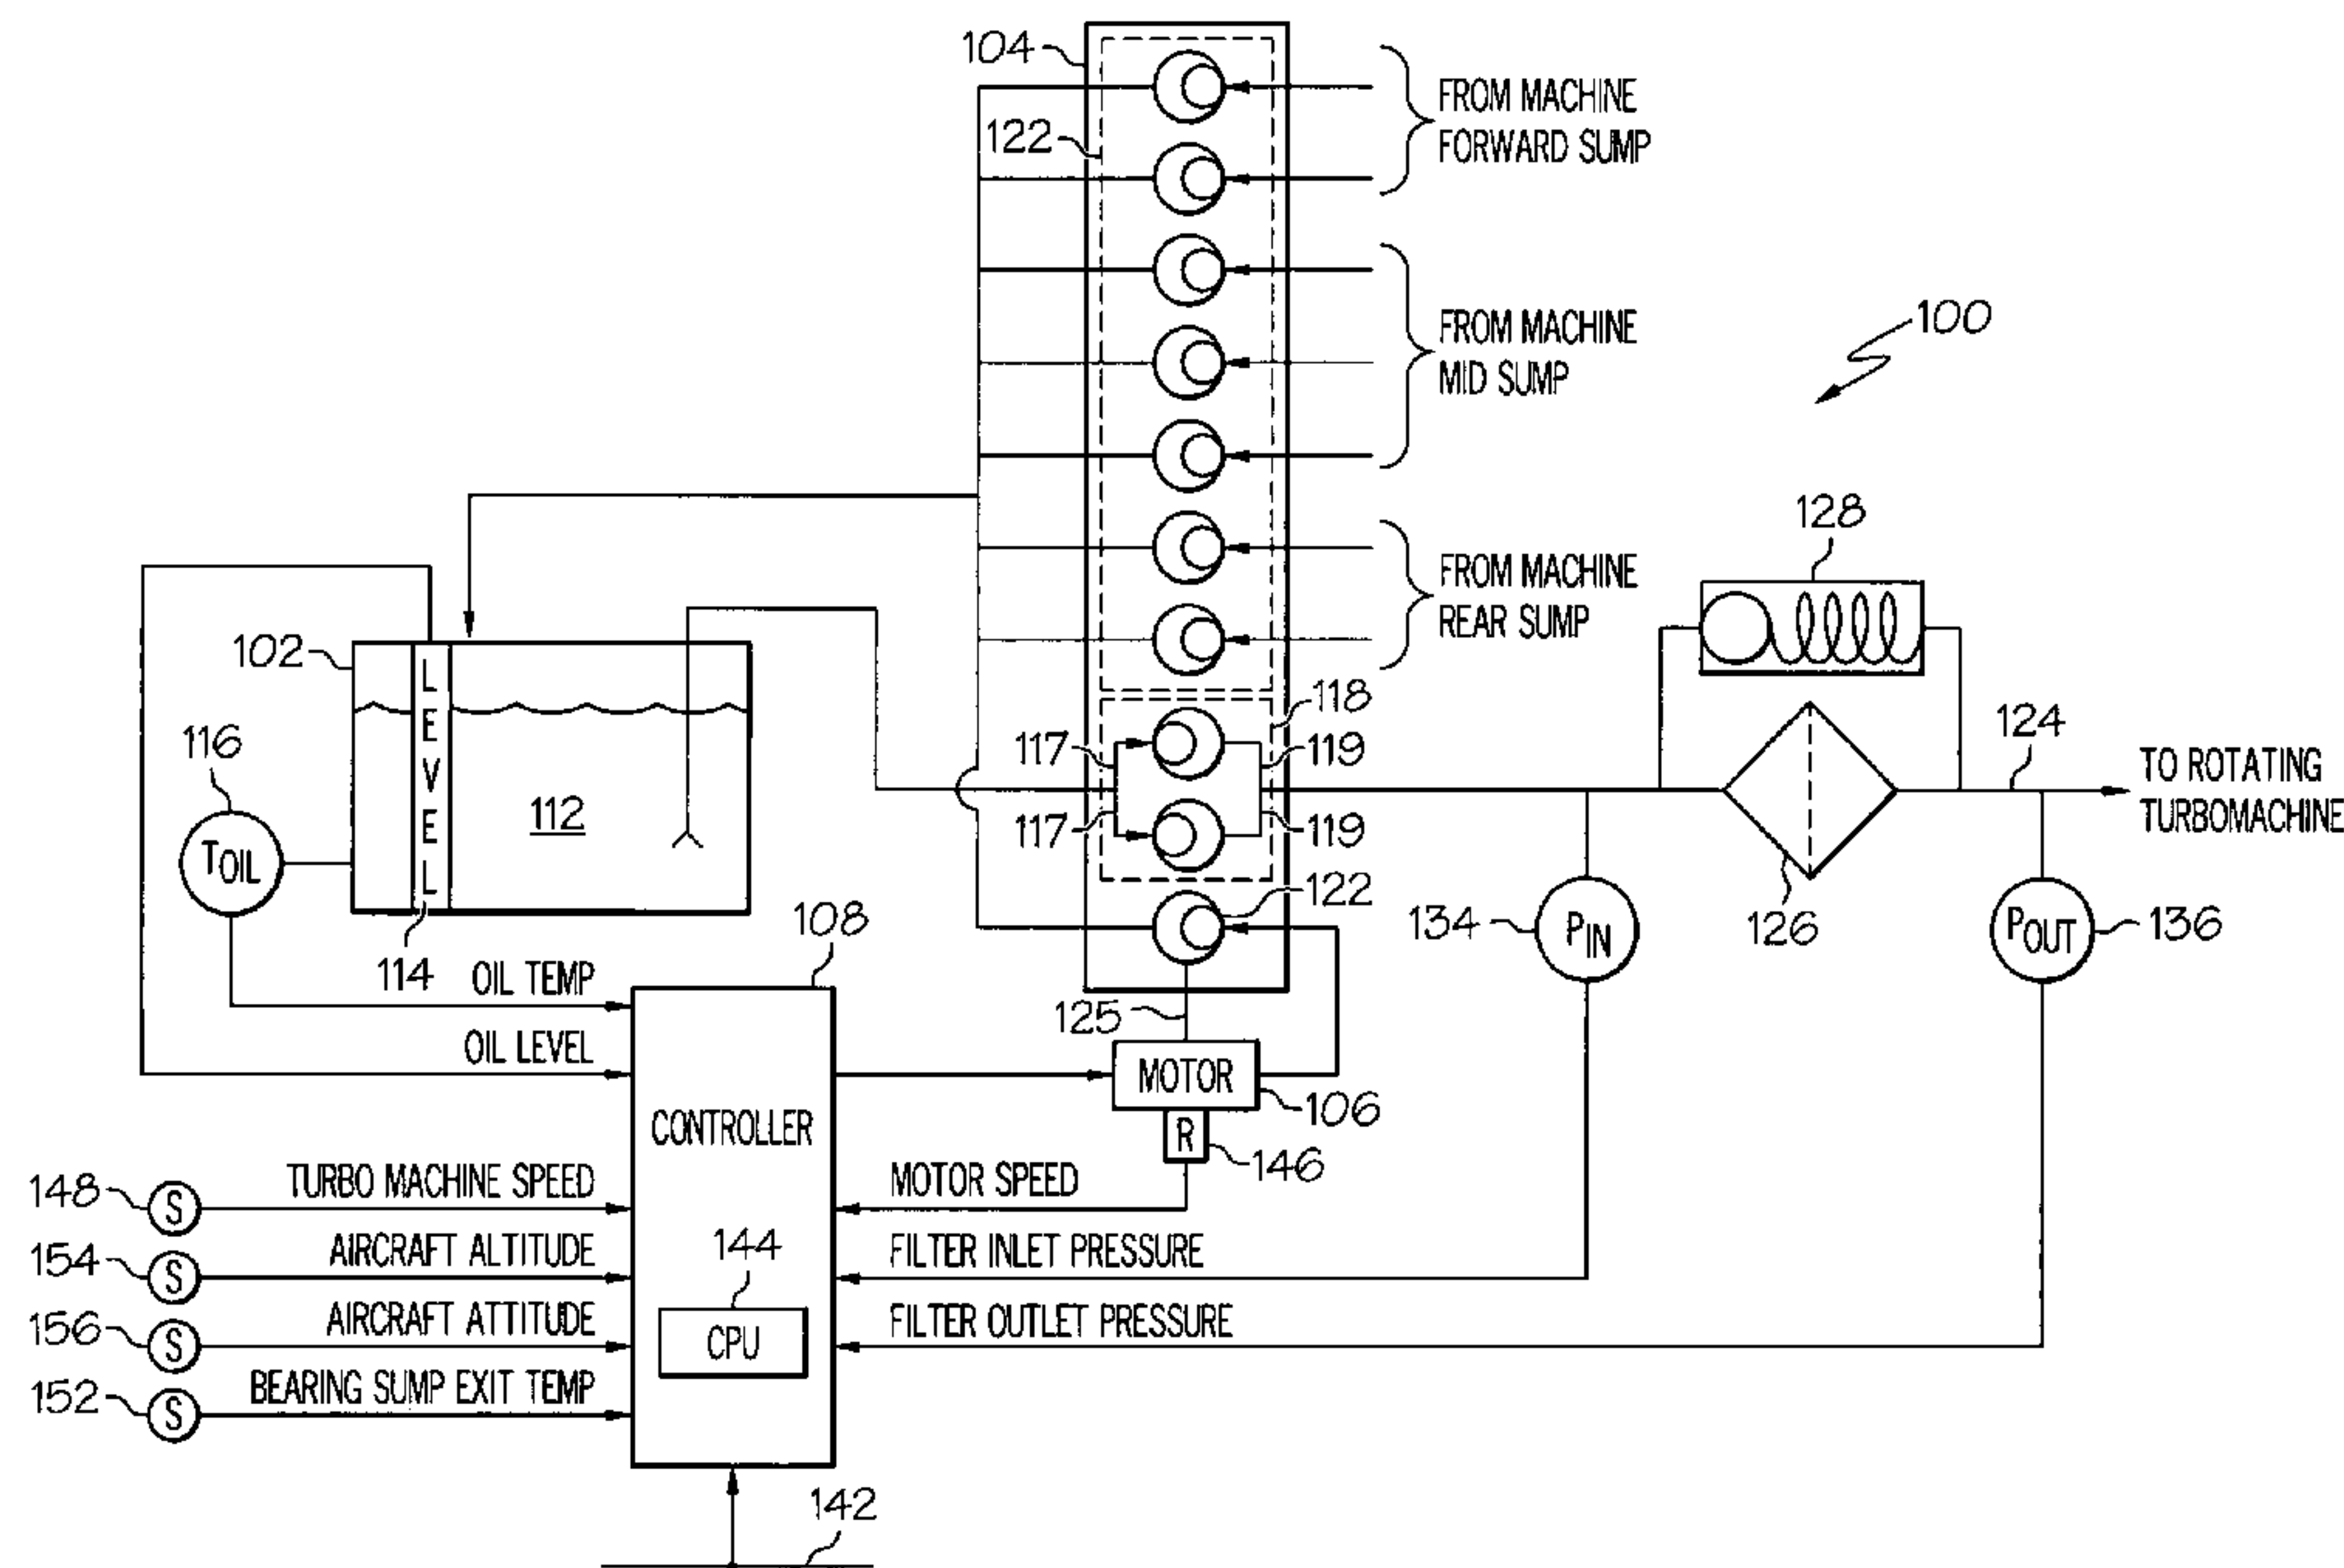 104
122
FROM MACHINE
FORWARD SUMP
FROM MACHINE
MID SUMP
100
FROM MACHINE
REAR SUMP
128
102
LEVEL
116
TOIL
112
114
118
117
119
117
119
122
124
TO ROTATING
TURBOMACHINE
126
134
PIN
POUT
136
108
OIL TEMP
OIL LEVEL
125
MOTOR
106
R
146
CONTROLLER
148
S
TURBO MACHINE SPEED
MOTOR SPEED
154
S
AIRCRAFT ALTITUDE
144
FILTER INLET PRESSURE
156
S
AIRCRAFT ATTITUDE
CPU
FILTER OUTLET PRESSURE
152
S
BEARING SUMP EXIT TEMP
142